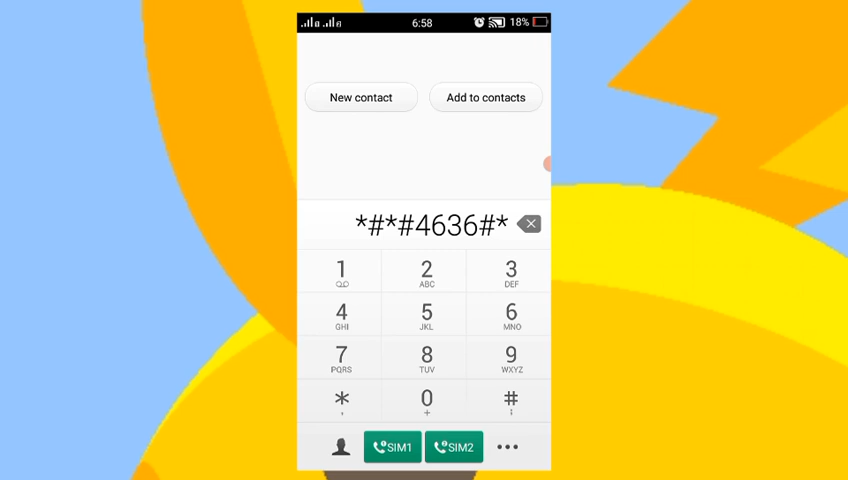 6:58 18%
New contact Add to contacts
*#*#4636#*
1 2 3
ABC DEF
4 5 6
GHI JKL MNO
7 8 9
PQRS TUV WXYZ
* 0 #
, + ;
SIM1 SIM2